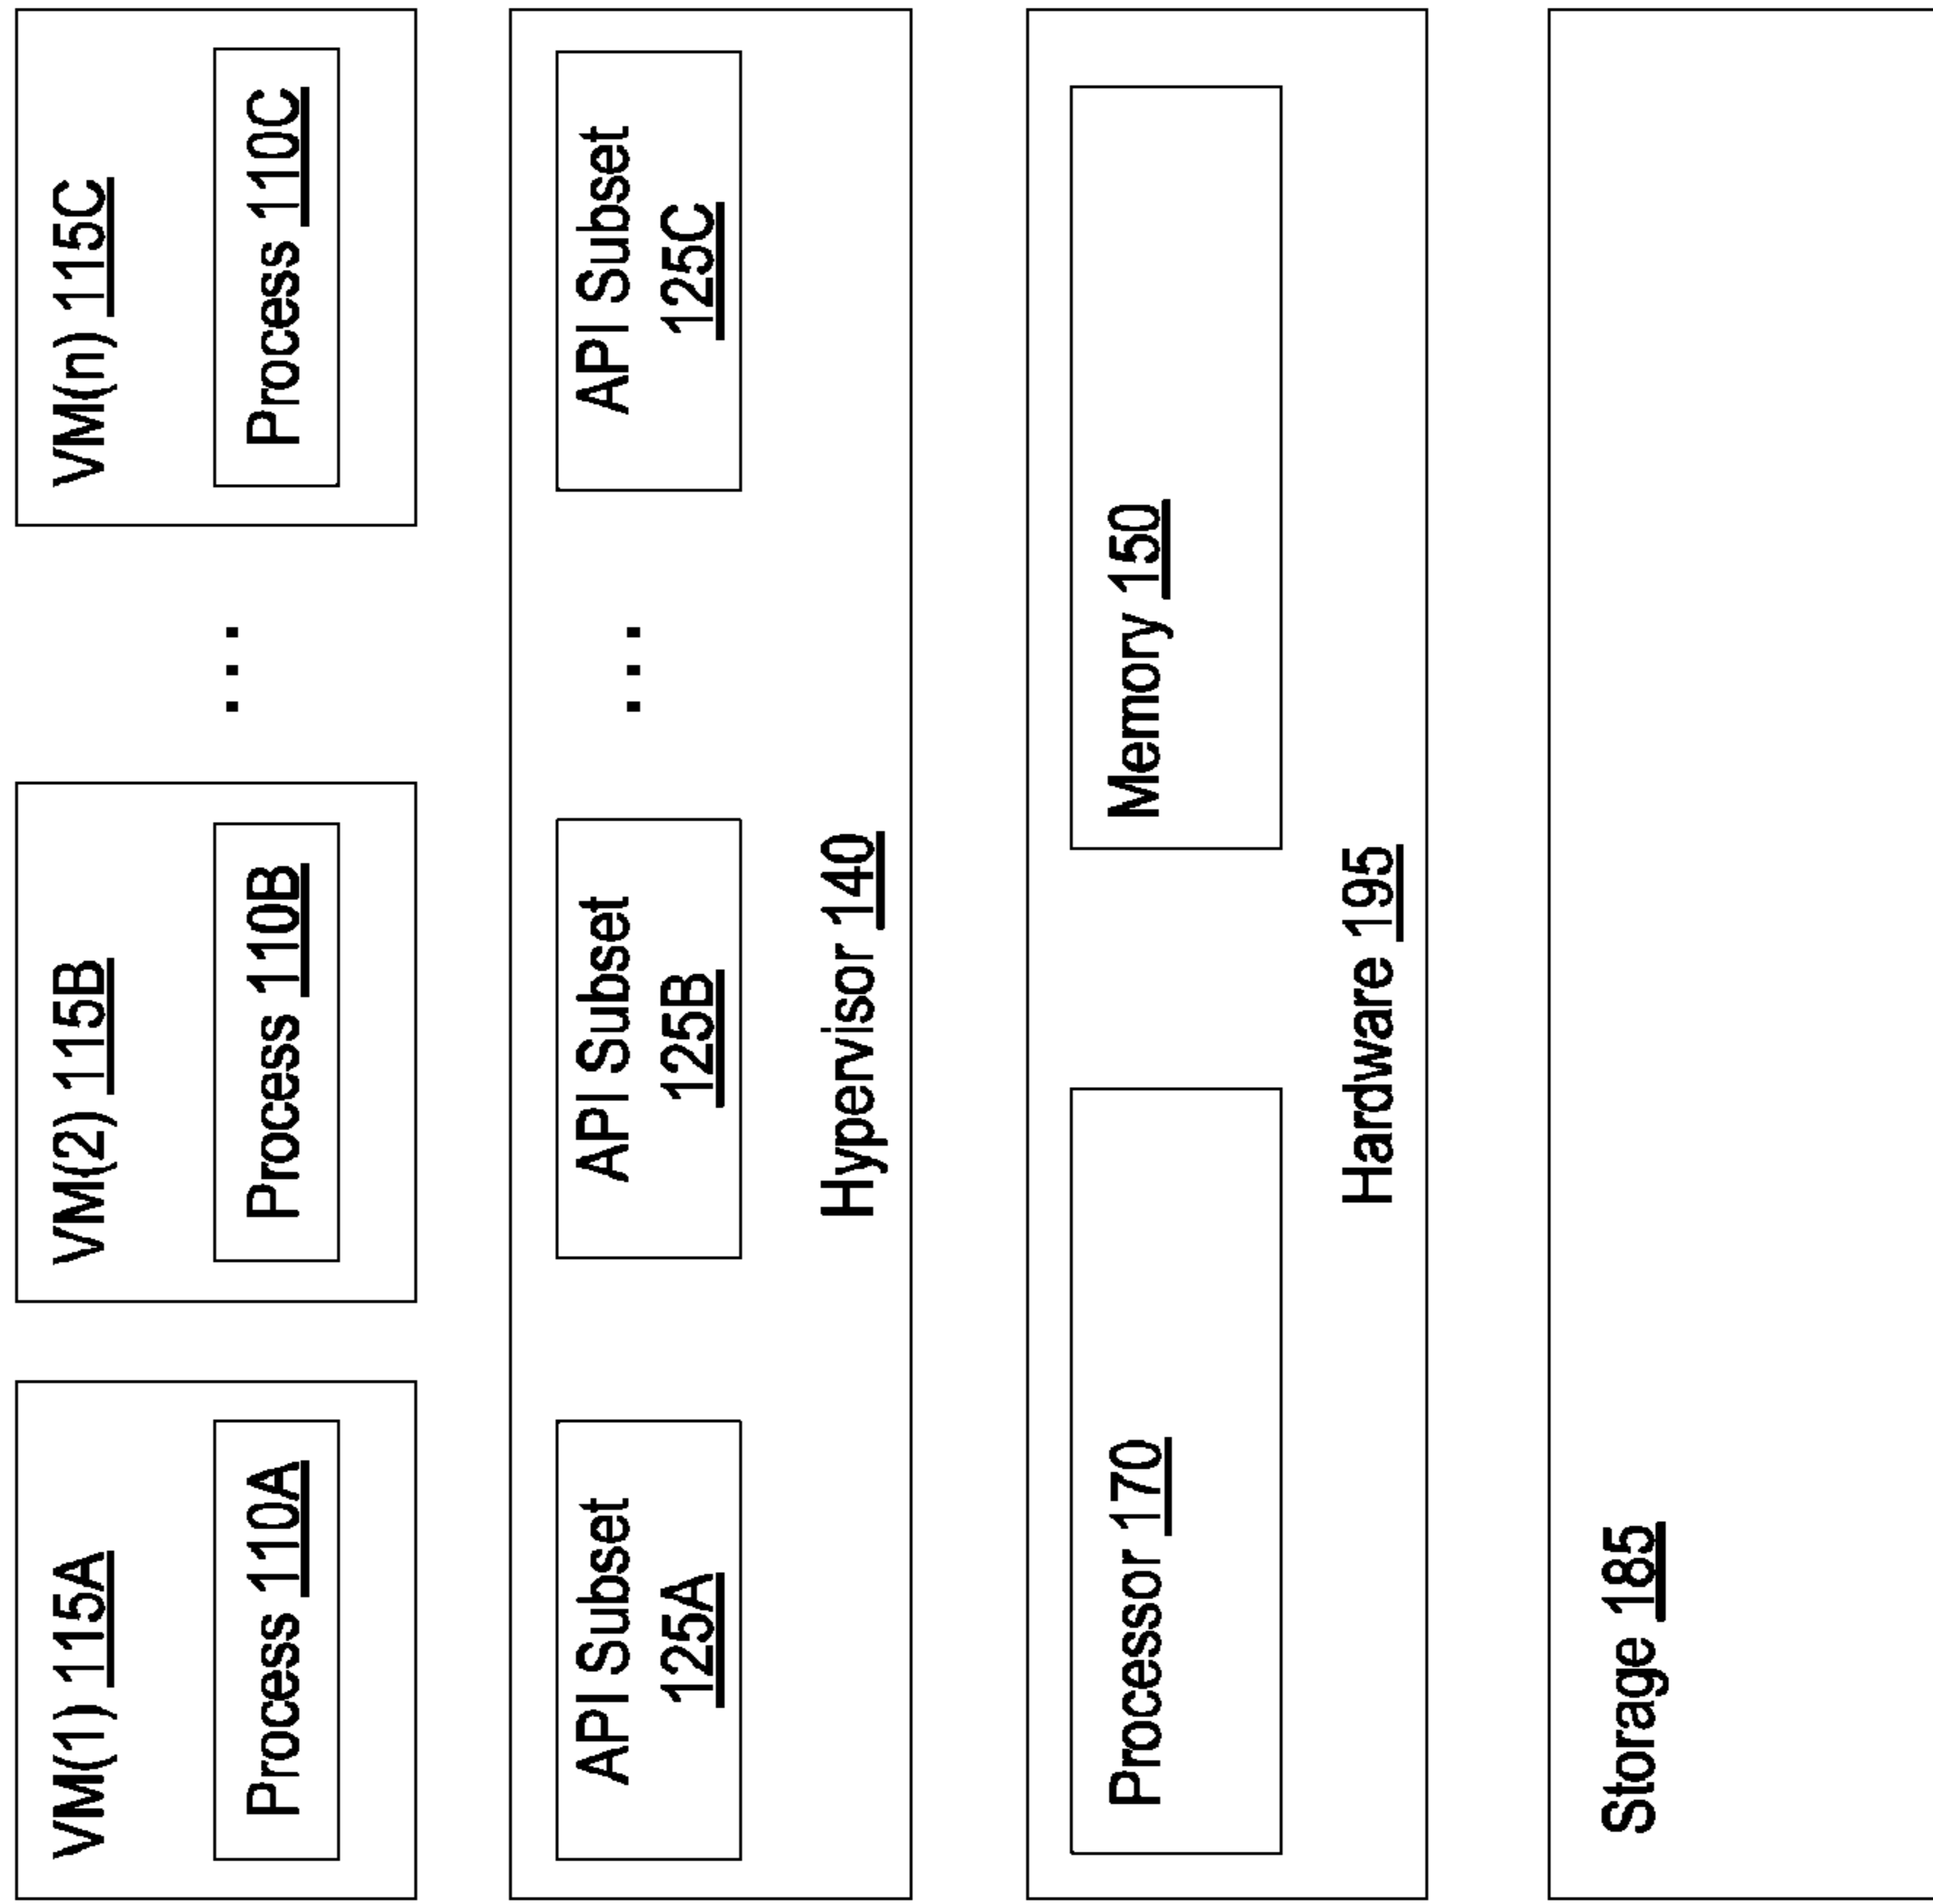 VM(1) 115A
Process 110A
VM(2) 115B
Process 110B
...
VM(n) 115C
Process 110C
API Subset
125A
API Subset
125B
...
API Subset
125C
Hypervisor 140
Processor 170
Memory 150
Hardware 195
Storage 185